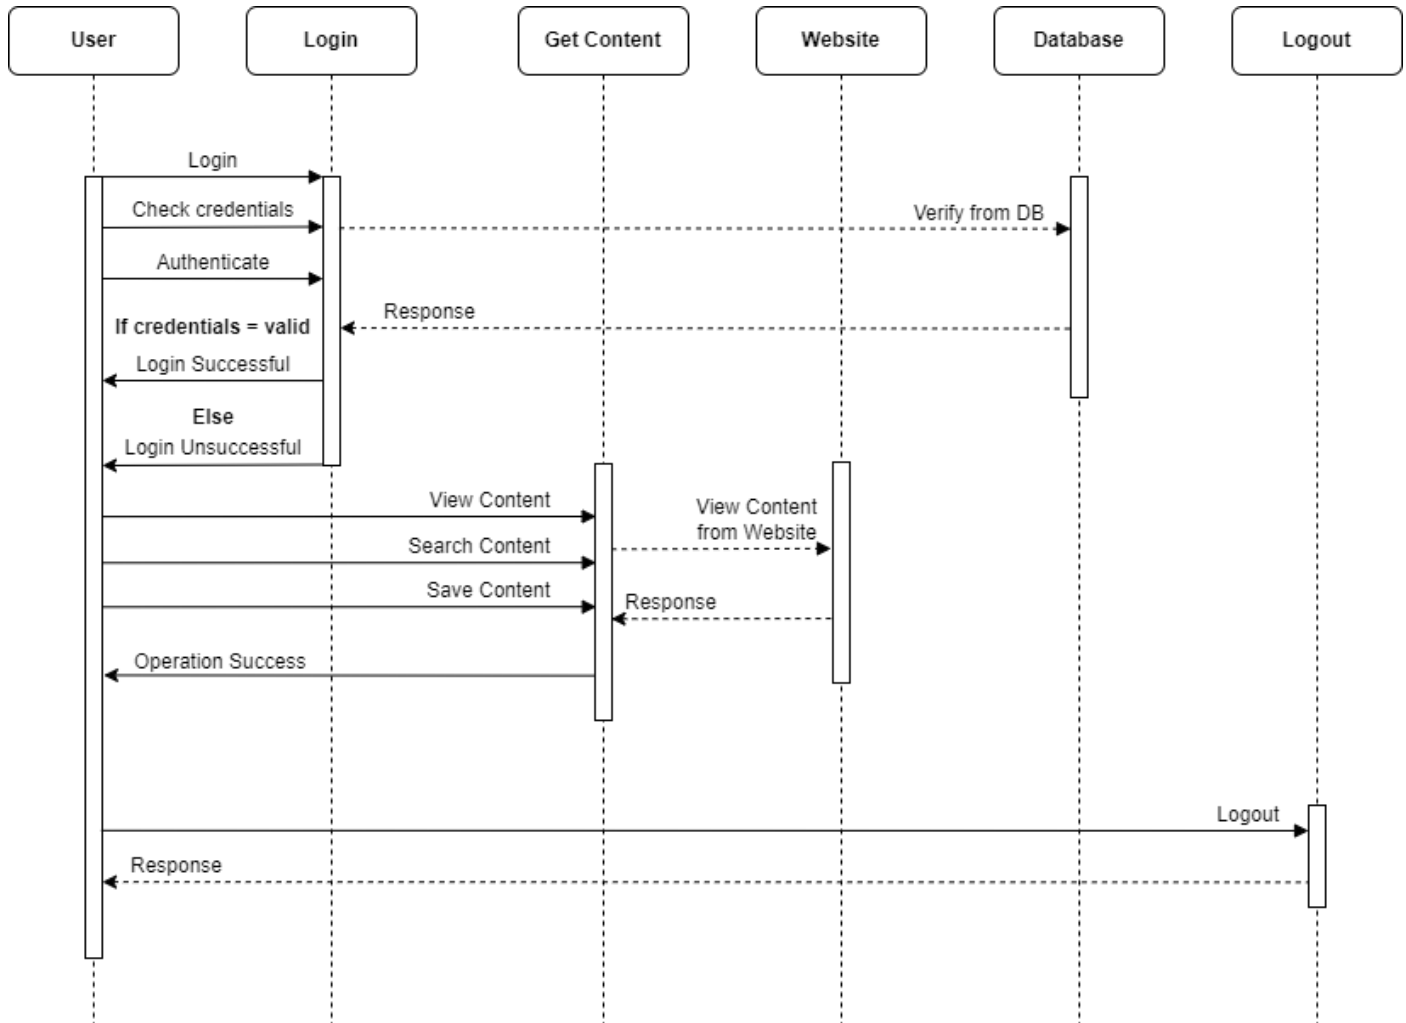 User
Login
Get Content
Website
Database
Logout
Login
Check credentials
Verify from DB
Authenticate
Response
If credentials = valid
Login Successful
Else
Login Unsuccessful
View Content
View Content
from Website
Search Content
Save Content
Response
Operation Success
Logout
Response